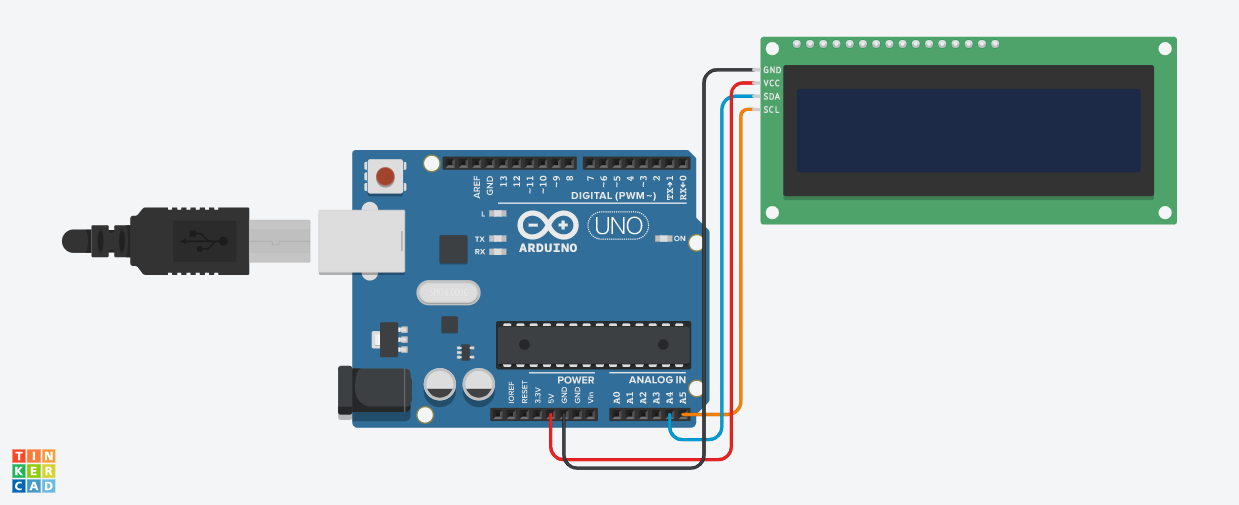 GND
VCC
SDA
SCL
AREF
GND
13
12
~11
~10
~9
8
7
~6
~5
4
~3
2
TX→1
RX←0
DIGITAL (PWM~)
L
TX
RX
ARDUINO
UNO
ON
POWER
ANALOG IN
IOREF
RESET
3.3V
5V
GND
GND
Vin
A0
A1
A2
A3
A4
A5
TIN
KER
CAD